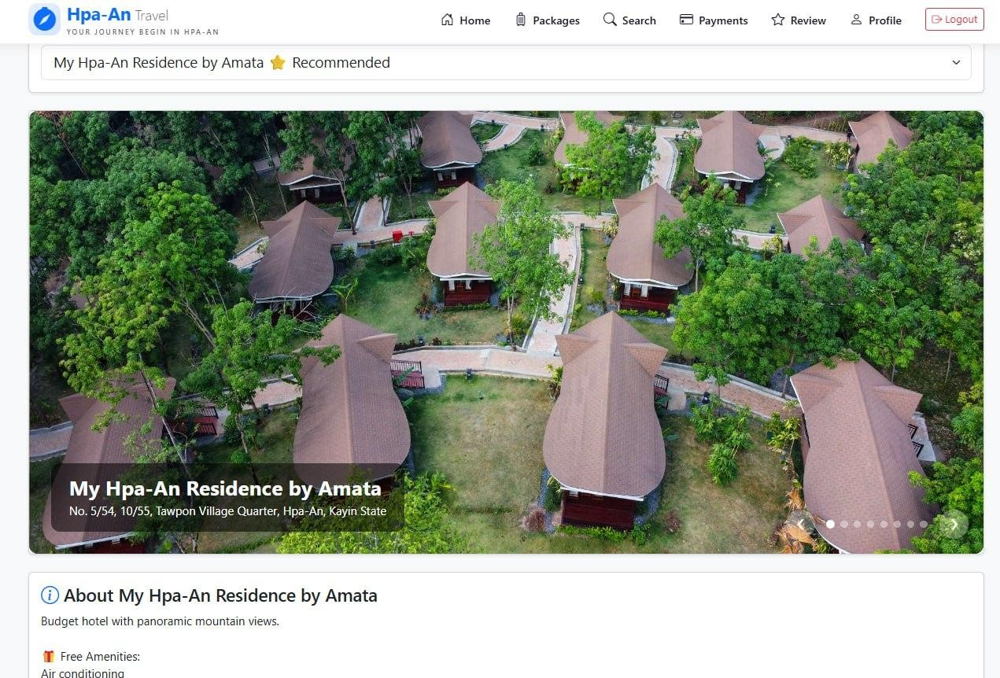 Hpa-An Travel
YOUR JOURNEY BEGIN IN HPA-AN
Home
Packages
Search
Payments
Review
Profile
Logout
My Hpa-An Residence by Amata ⭐ Recommended
My Hpa-An Residence by Amata
No. 5/54, 10/55, Tawpon Village Quarter, Hpa-An, Kayin State
About My Hpa-An Residence by Amata
Budget hotel with panoramic mountain views.
🎁 Free Amenities:
Air conditioning